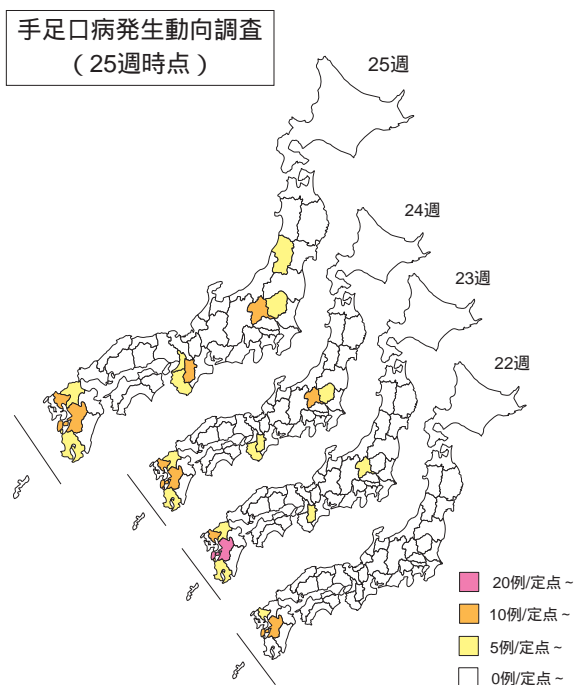 手足口病発生動向調査
（25週時点）
25週
24週
23週
22週
20例/定点~
10例/定点~
5例/定点~
0例/定点~